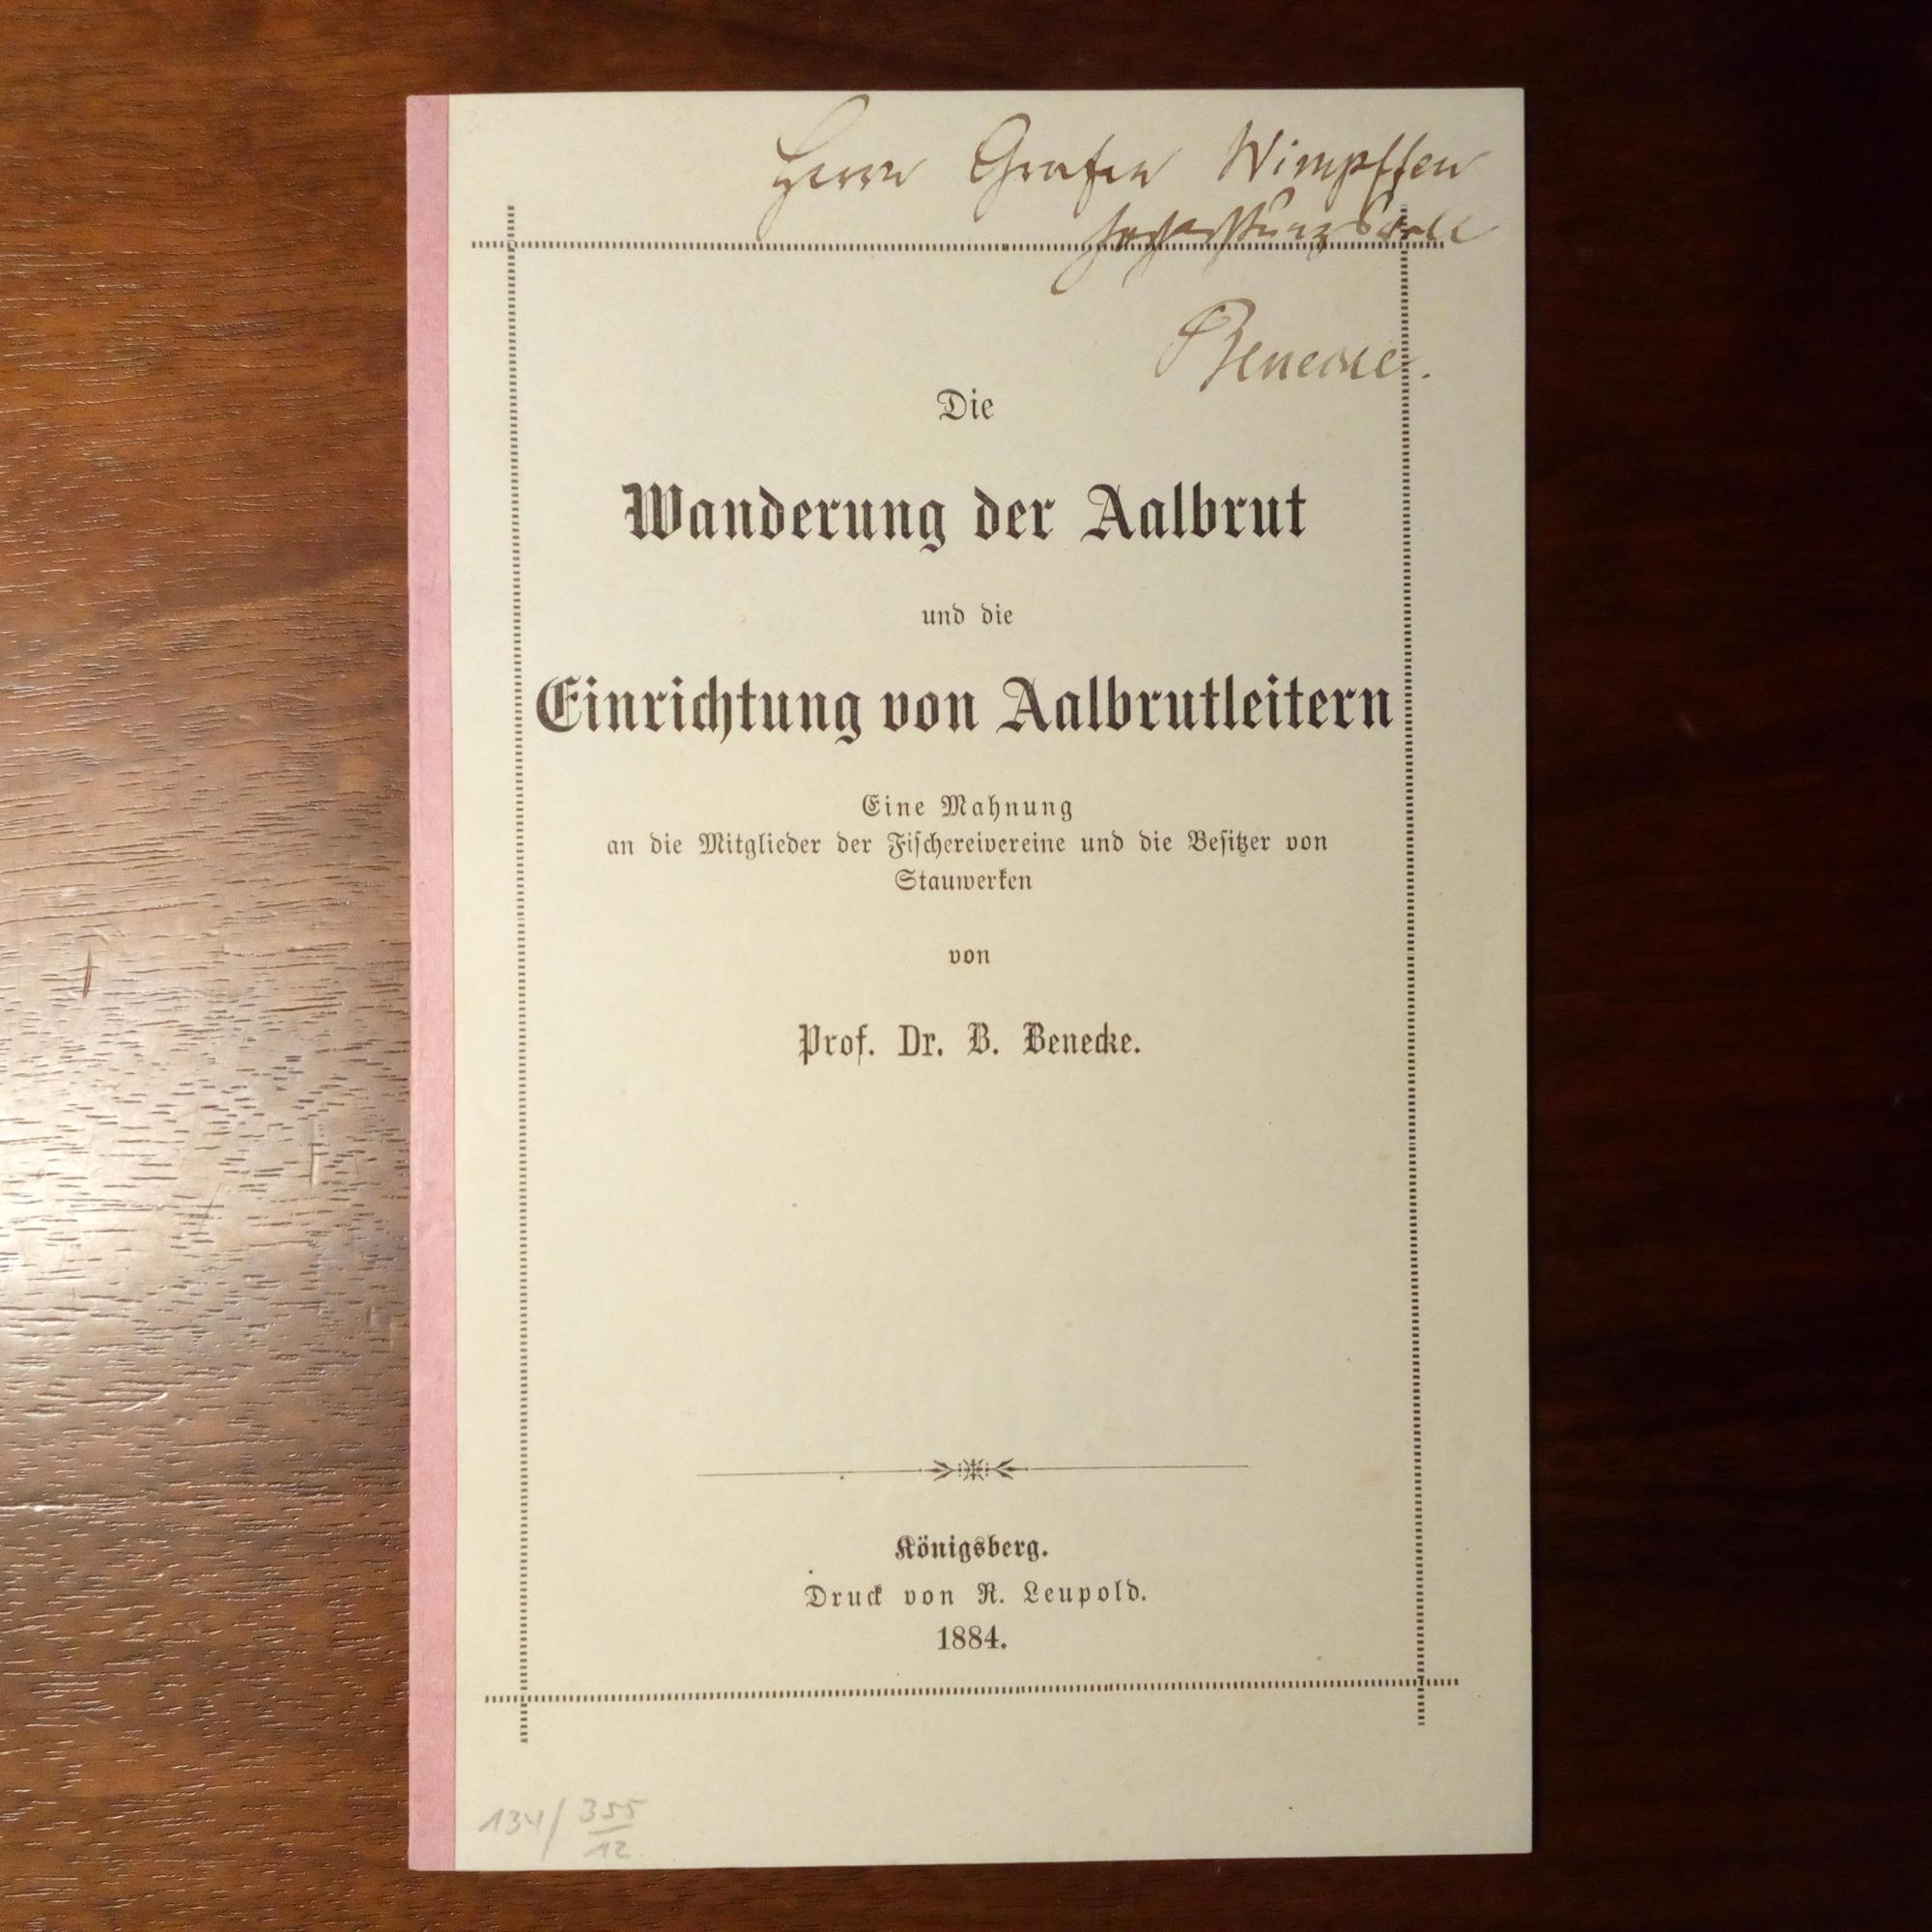 Herrn Grafen Wimpffen
hochachtungsvoll
Benecke.
Die
Wanderung der Aalbrut
und die
Einrichtung von Aalbrutleitern
Eine Mahnung
an die Mitglieder der Fischereivereine und die Besitzer von
Stauwerken
von
Prof. Dr. B. Benecke.
Königsberg.
Druck von R. Leupold.
1884.
134/ 355
12